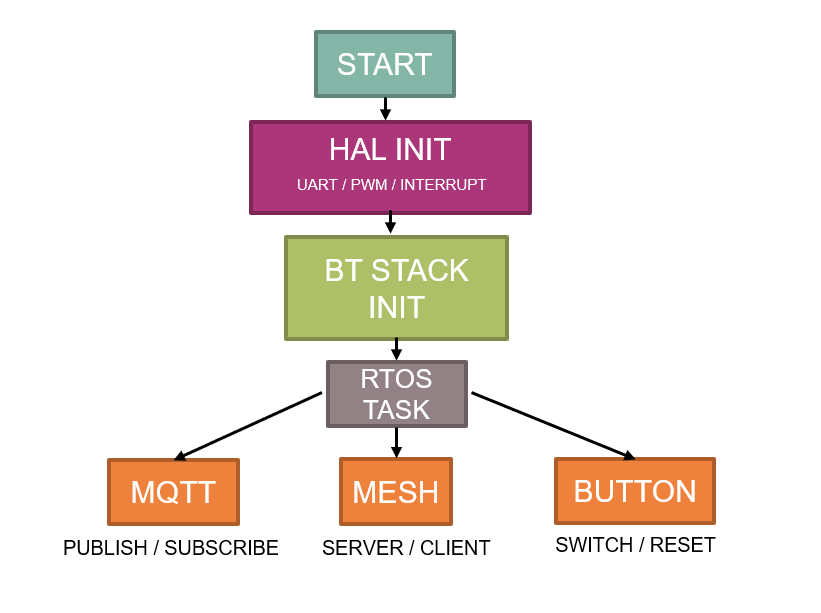 START
HAL INIT
UART / PWM / INTERRUPT
BT STACK
INIT
RTOS
TASK
MQTT
MESH
BUTTON
PUBLISH / SUBSCRIBE
SERVER / CLIENT
SWITCH / RESET